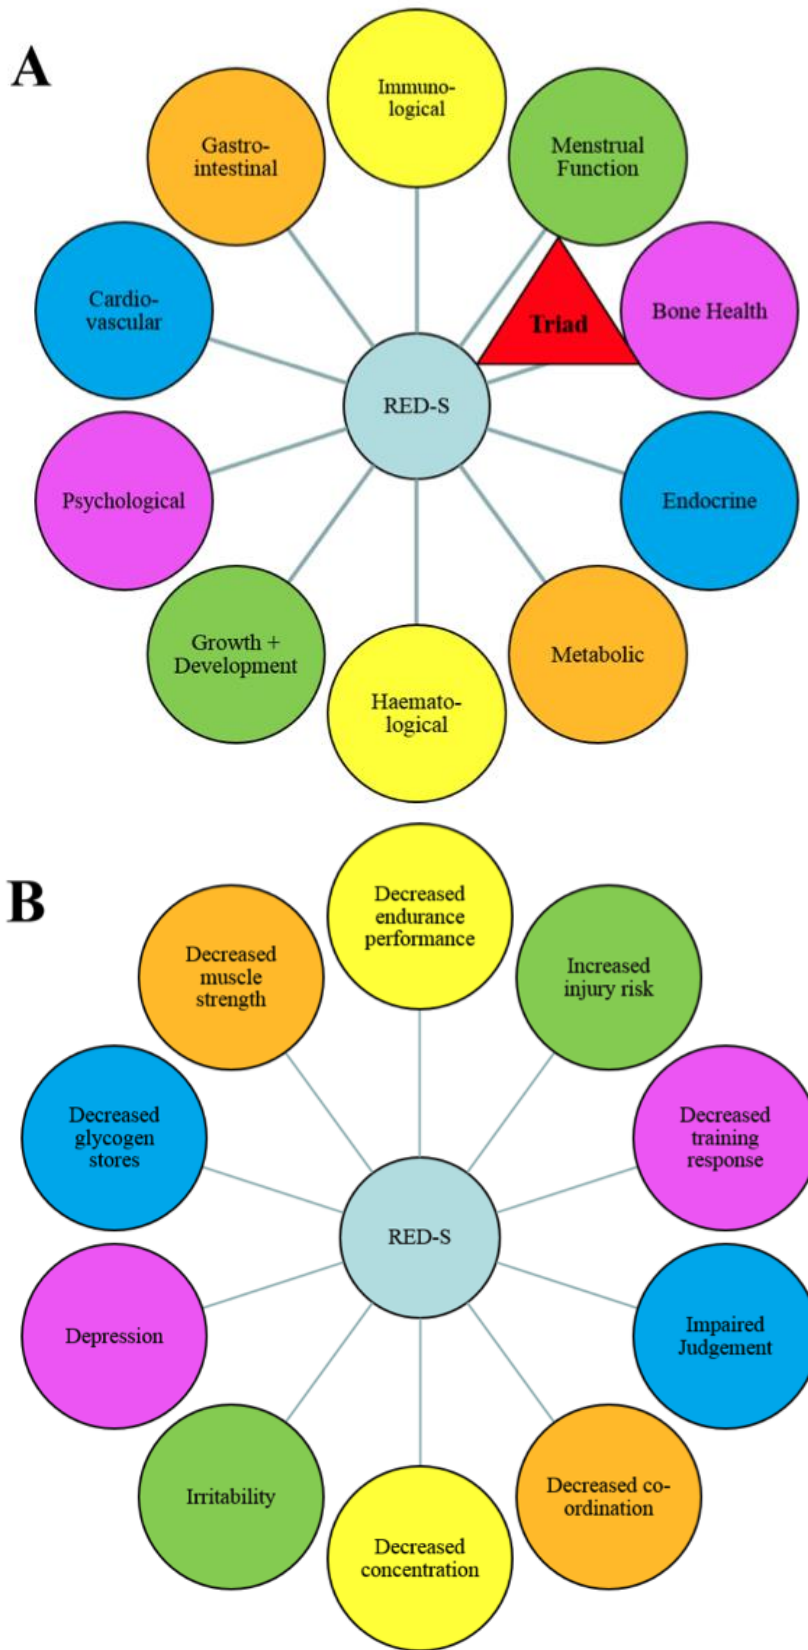 A
Immuno-
logical
Gastro-
intestinal
Menstrual
Function
Cardio-
vascular
Triad
Bone Health
RED-S
Psychological
Endocrine
Growth +
Development
Metabolic
Haemato-
logical
B
Decreased
endurance
performance
Decreased
muscle
strength
Increased
injury risk
Decreased
glycogen
stores
Decreased
training
response
RED-S
Depression
Impaired
Judgement
Irritability
Decreased co-
ordination
Decreased
concentration